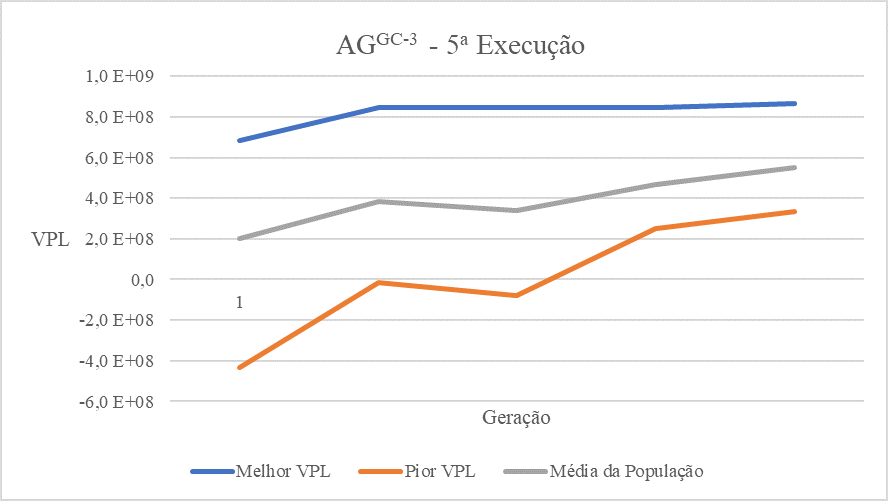 AGGC-3 - 5ª Execução
1,0 E+09
8,0 E+08
6,0 E+08
4,0 E+08
VPL
2,0 E+08
0,0
1
-2,0 E+08
-4,0 E+08
-6,0 E+08
Geração
Melhor VPL Pior VPL Média da População